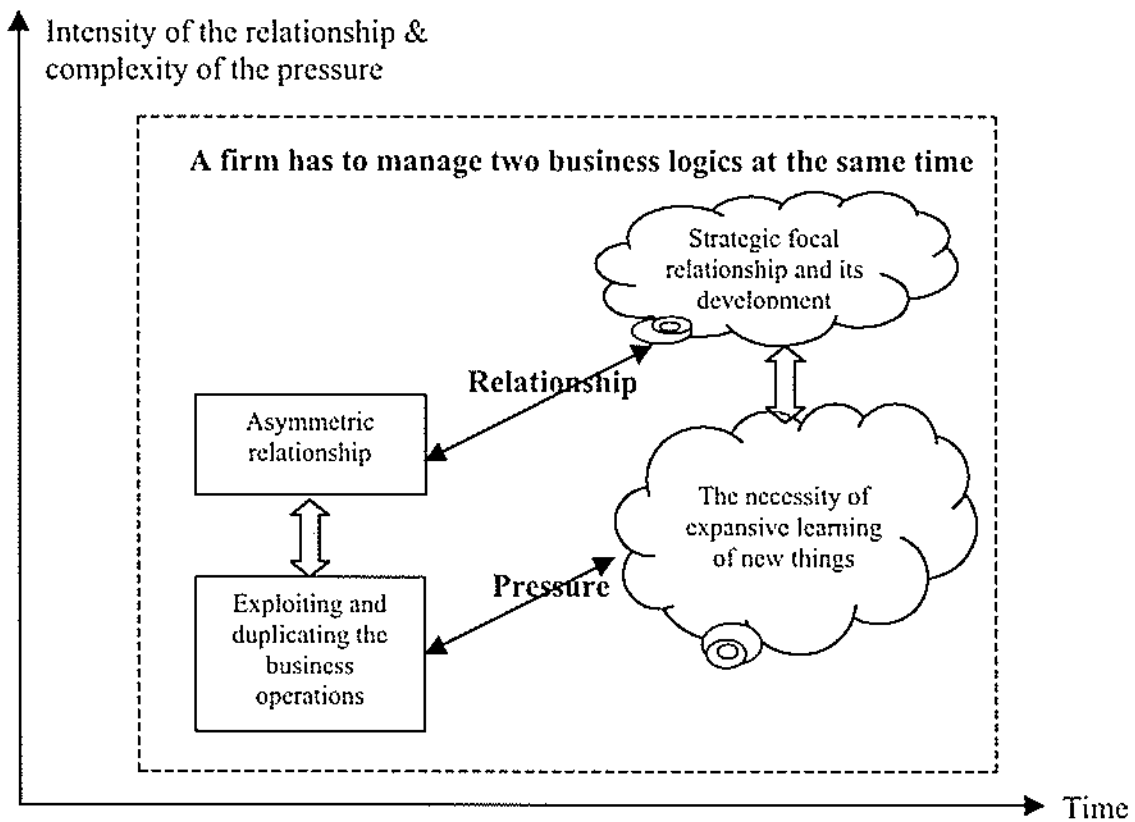 Intensity of the relationship &
complexity of the pressure
A firm has to manage two business logics at the same time
Strategic focal
relationship and its
development
Relationship
Asymmetric
relationship
The necessity of
expansive learning
of new things
Pressure
Exploiting and
duplicating the
business
operations
Time